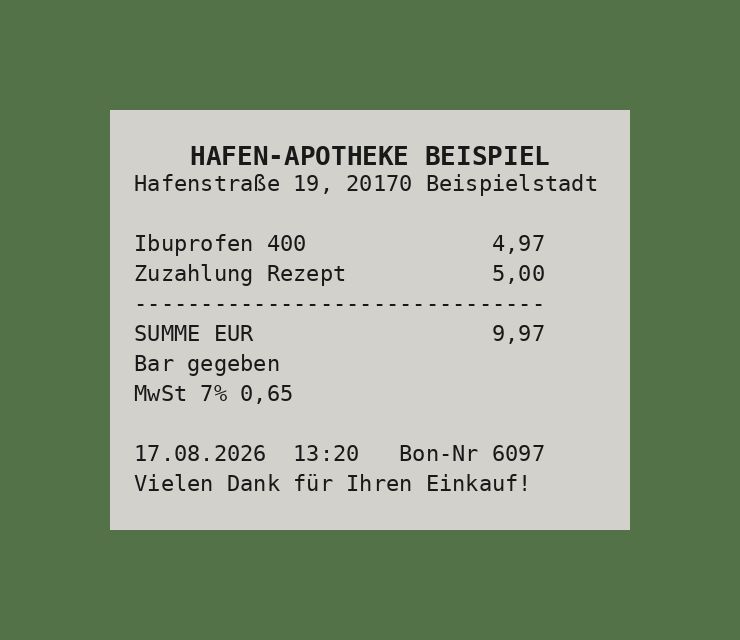 HAFEN-APOTHEKE BEISPIEL
Hafenstraße 19, 20170 Beispielstadt
Ibuprofen 400 4,97
Zuzahlung Rezept 5,00
-------------------------------
SUMME EUR 9,97
Bar gegeben
MwSt 7% 0,65
17.08.2026 13:20 Bon-Nr 6097
Vielen Dank für Ihren Einkauf!